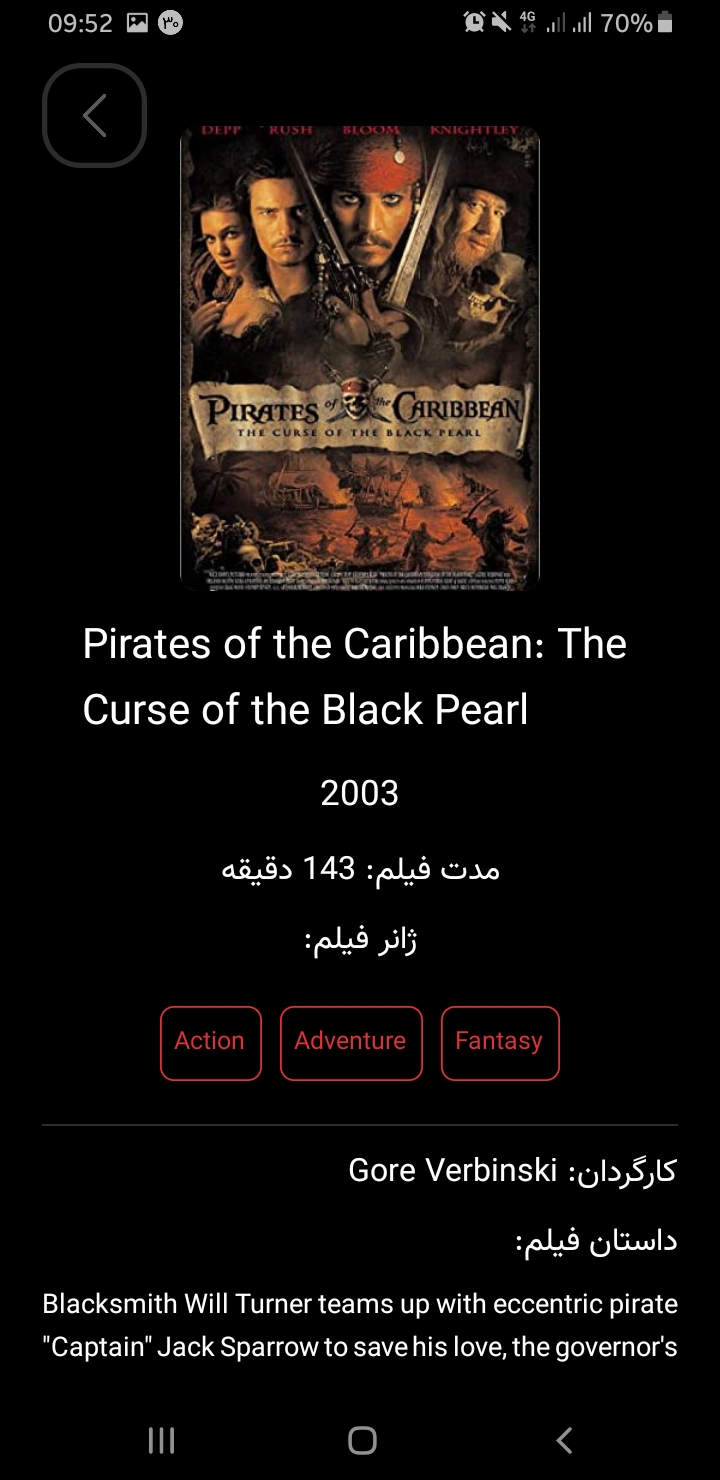 09:52
۳۰
4G
70%
DEPP RUSH BLOOM KNIGHTLEY
PIRATES of the CARIBBEAN
THE CURSE OF THE BLACK PEARL
Pirates of the Caribbean: The
Curse of the Black Pearl
2003
مدت فیلم: 143 دقیقه
ژانر فیلم:
Action Adventure Fantasy
کارگردان: Gore Verbinski
داستان فیلم:
Blacksmith Will Turner teams up with eccentric pirate
"Captain" Jack Sparrow to save his love, the governor's